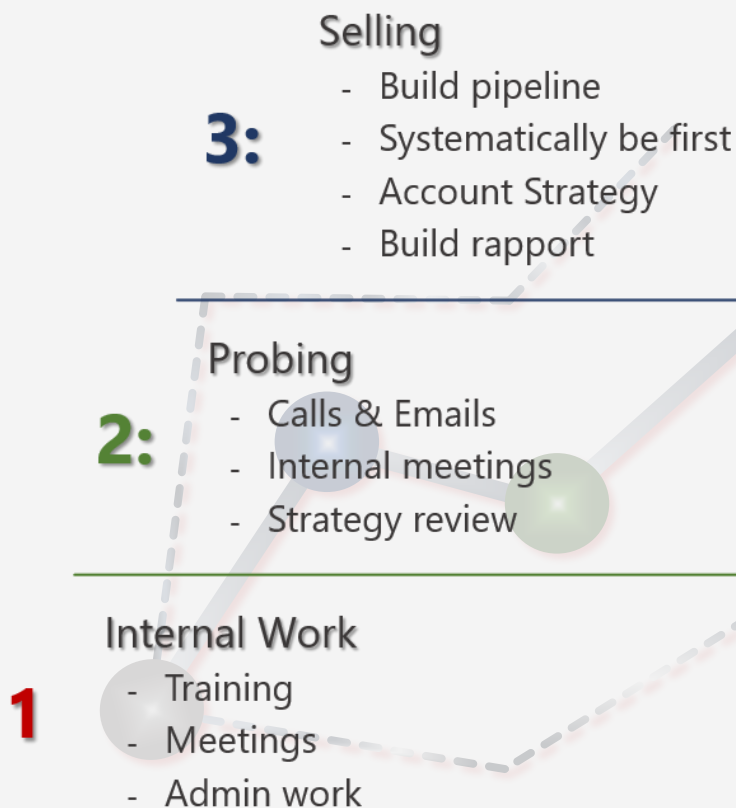 Selling
- Build pipeline
3:
- Systematically be first
- Account Strategy
- Build rapport
Probing
- Calls & Emails
2:
- Internal meetings
- Strategy review
Internal Work
- Training
1
- Meetings
- Admin work